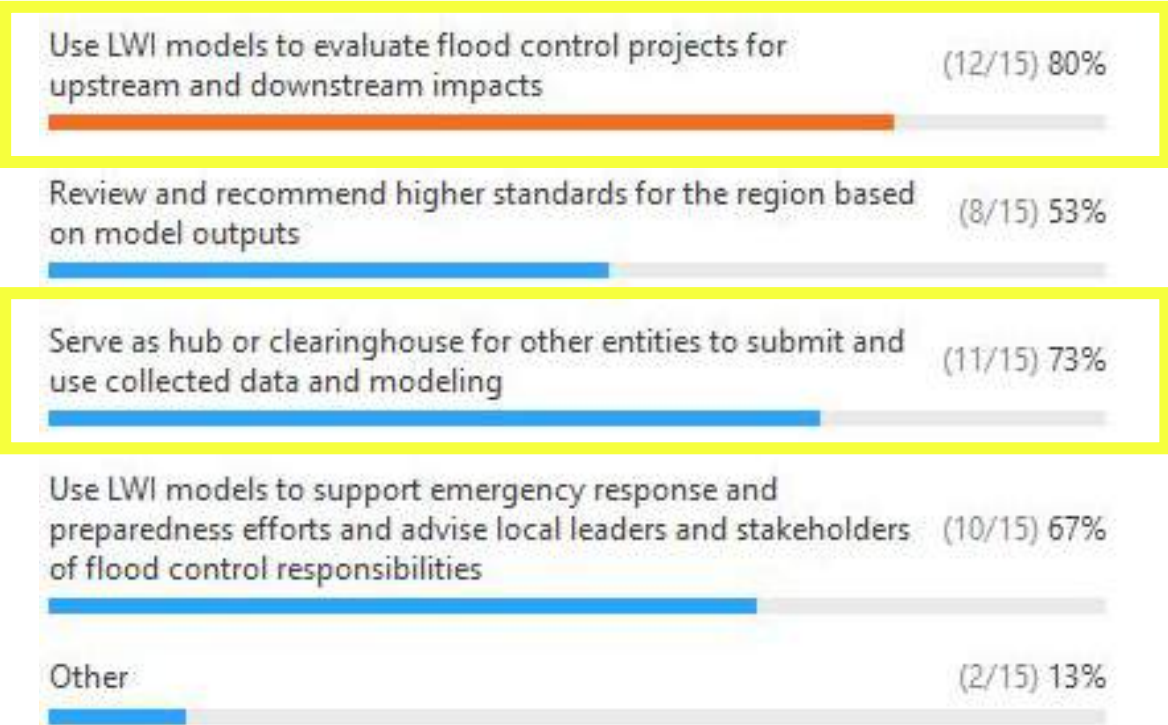 Use LWI models to evaluate flood control projects for
upstream and downstream impacts
(12/15) 80%
Review and recommend higher standards for the region based
on model outputs
(8/15) 53%
Serve as hub or clearinghouse for other entities to submit and
use collected data and modeling
(11/15) 73%
Use LWI models to support emergency response and
preparedness efforts and advise local leaders and stakeholders
of flood control responsibilities
(10/15) 67%
Other
(2/15) 13%